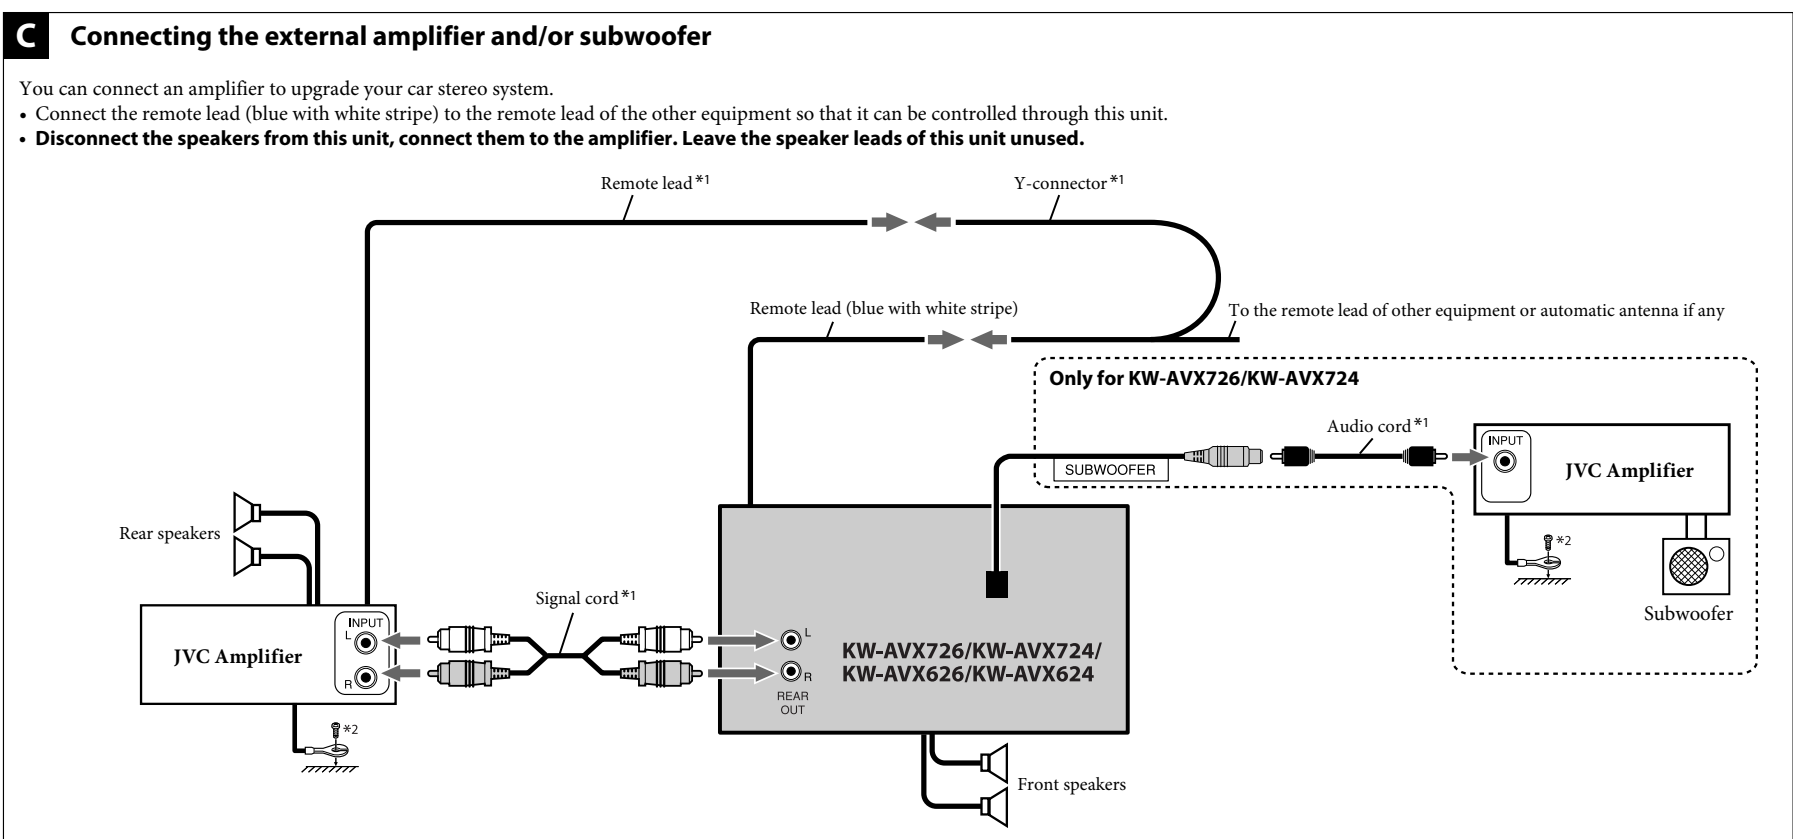 C Connecting the external amplifier and/or subwoofer
You can connect an amplifier to upgrade your car stereo system.
• Connect the remote lead (blue with white stripe) to the remote lead of the other equipment so that it can be controlled through this unit.
• Disconnect the speakers from this unit, connect them to the amplifier. Leave the speaker leads of this unit unused.
Remote lead *1
Y-connector *1
Remote lead (blue with white stripe)
To the remote lead of other equipment or automatic antenna if any
Only for KW-AVX726/KW-AVX724
Audio cord *1
SUBWOOFER
INPUT
JVC Amplifier
*2
Subwoofer
Rear speakers
Signal cord *1
INPUT
L
R
JVC Amplifier
*2
L
R
REAR
OUT
KW-AVX726/KW-AVX724/
KW-AVX626/KW-AVX624
Front speakers